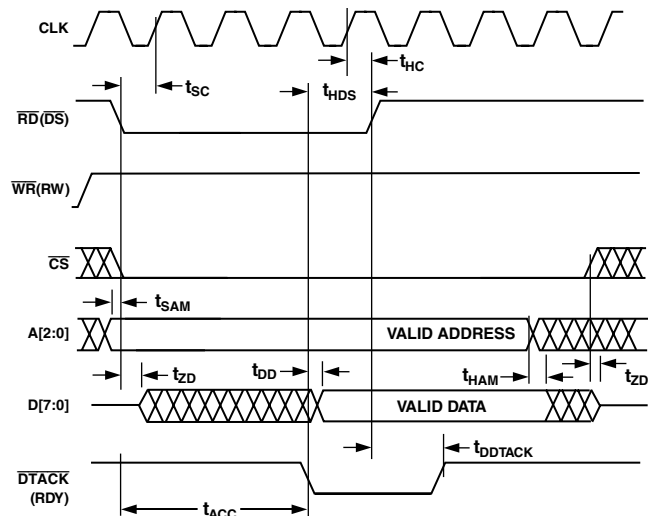 CLK
tSC
tHC
tHDS
RD(DS)
WR(RW)
CS
tSAM
A[2:0]
VALID ADDRESS
tZD
tDD
tHAM
tZD
D[7:0]
VALID DATA
tDDTACK
DTACK
(RDY)
tACC